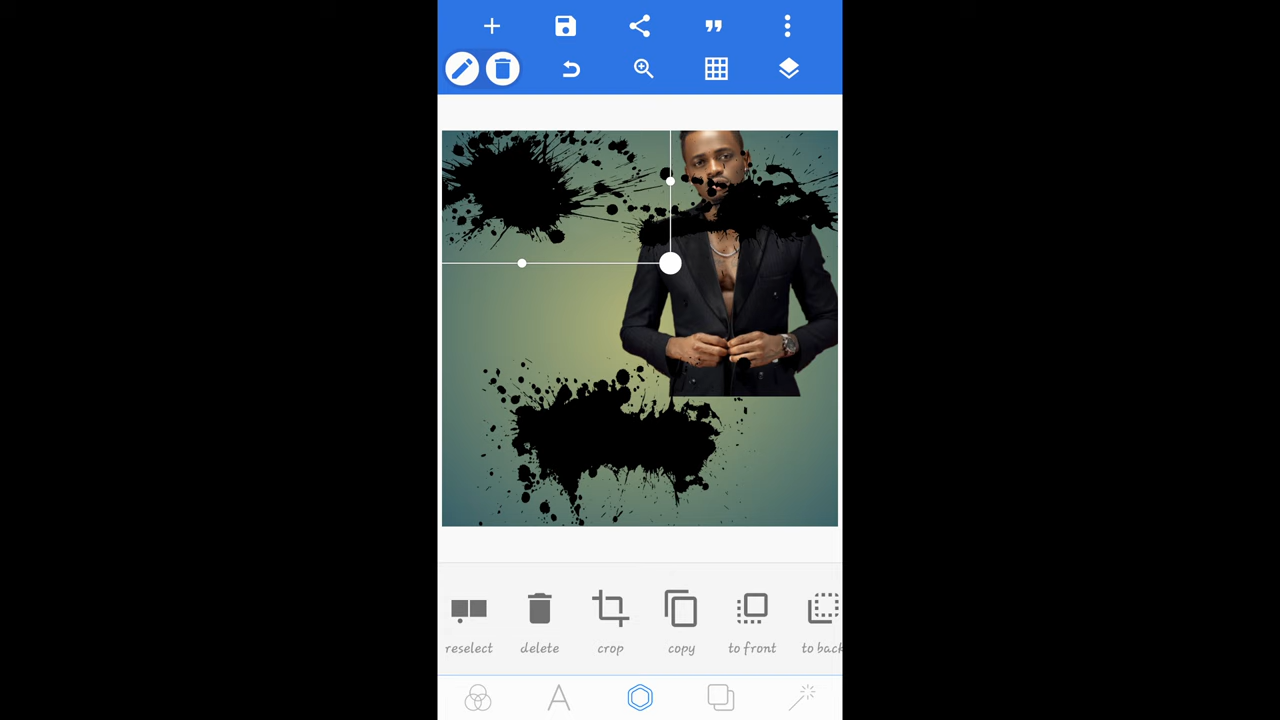 reselect
delete
crop
copy
to front
to back